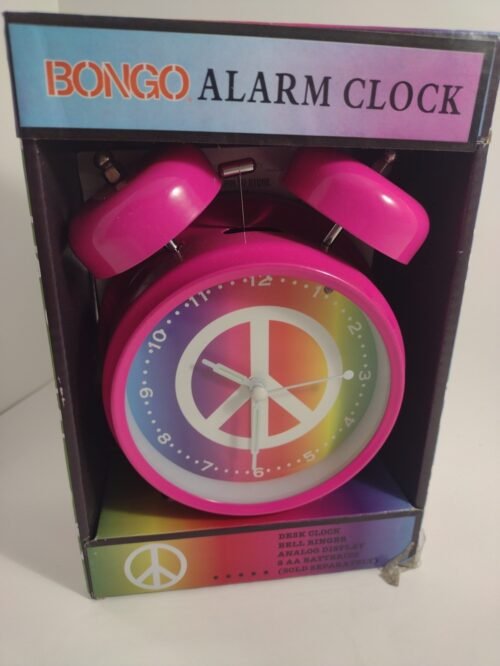 BONGO ALARM CLOCK
12
11 1
10 2
9 3
8 4
7 5
6
DESK CLOCK
BELL RINGER
ANALOG DISPLAY
2 AA BATTERIES
(SOLD SEPARATELY)